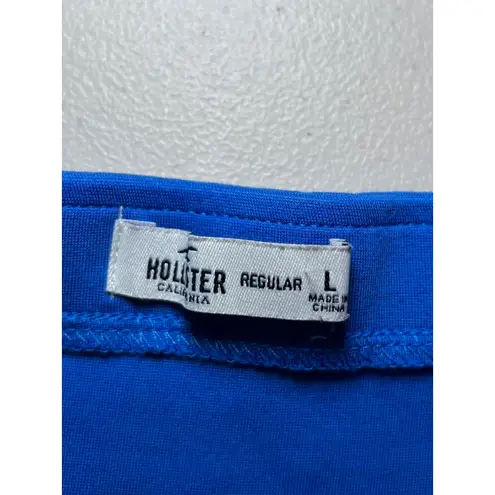 HOLLISTER
CALIFORNIA
REGULAR
L
MADE IN
CHINA